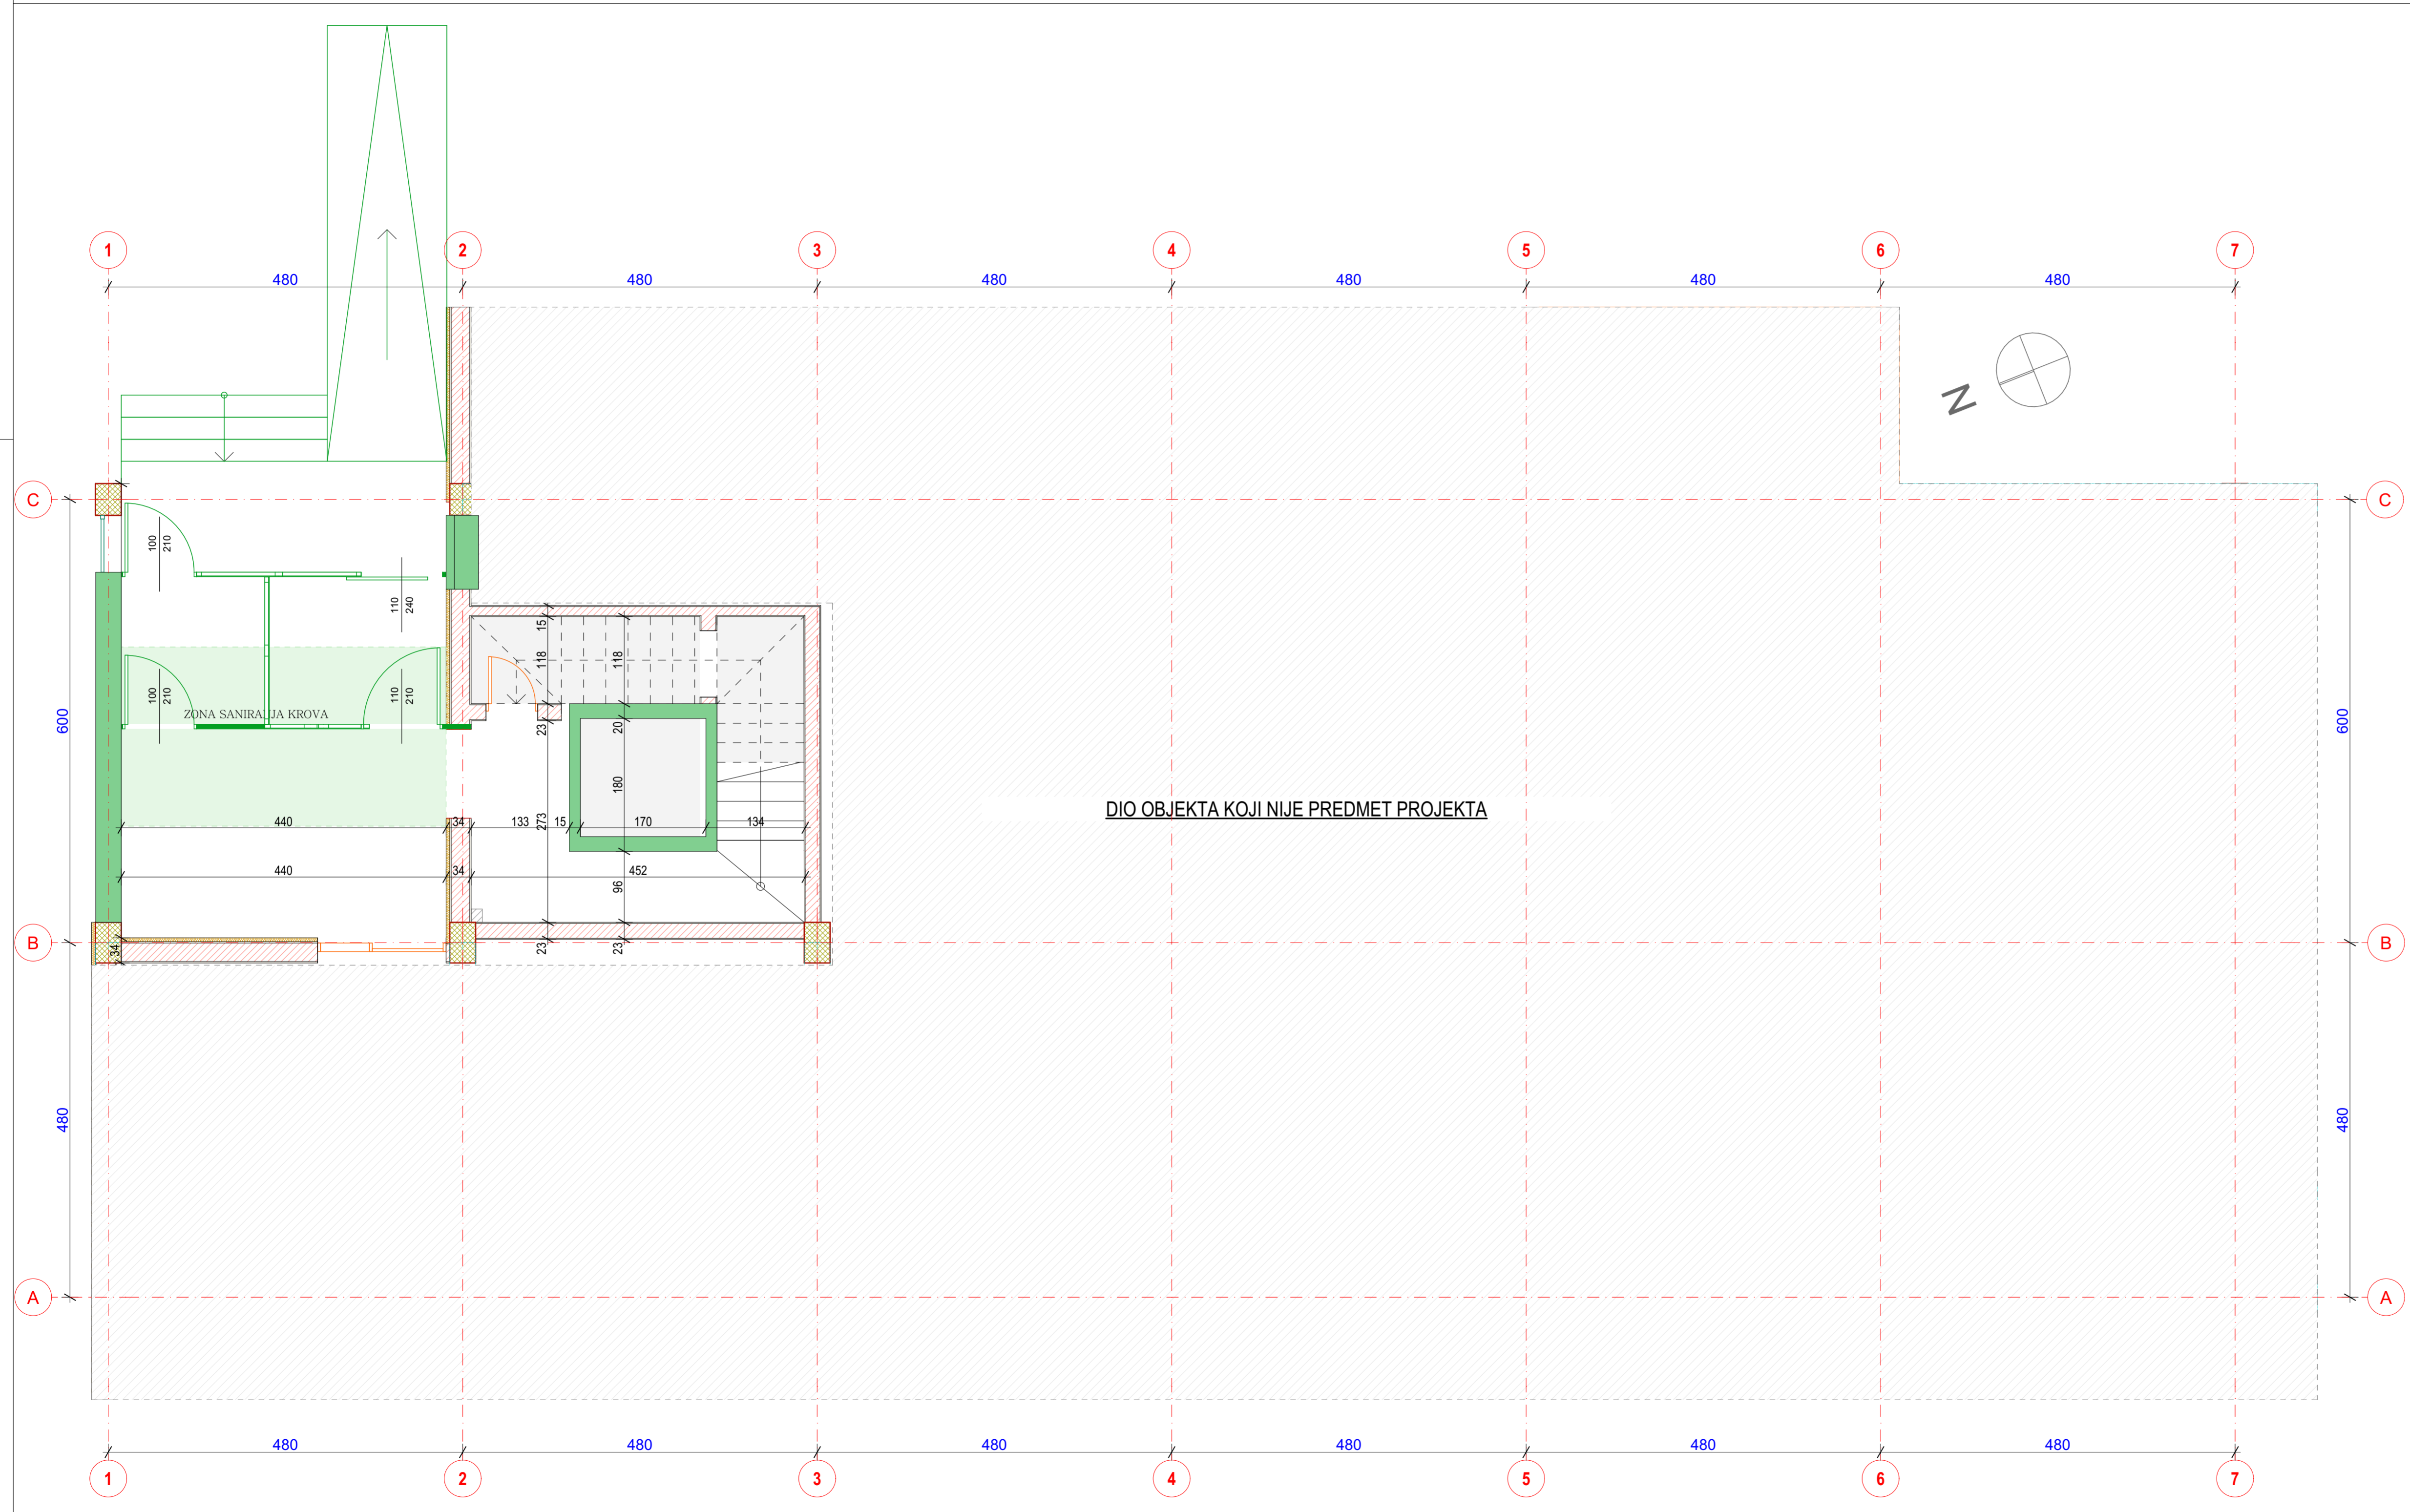 1 2 3 4 5 6 7
480 480 480 480 480 480
N
C C
100
210
110
240
15
118 118
600 600
100
210
110
210
ZONA SANIRANJA KROVA
23 20
180
DIO OBJEKTA KOJI NIJE PREDMET PROJEKTA
440 34 133 273 15 170 134
440 34 452
96
B B
34 23 23
480 480
A A
480 480 480 480 480 480
1 2 3 4 5 6 7